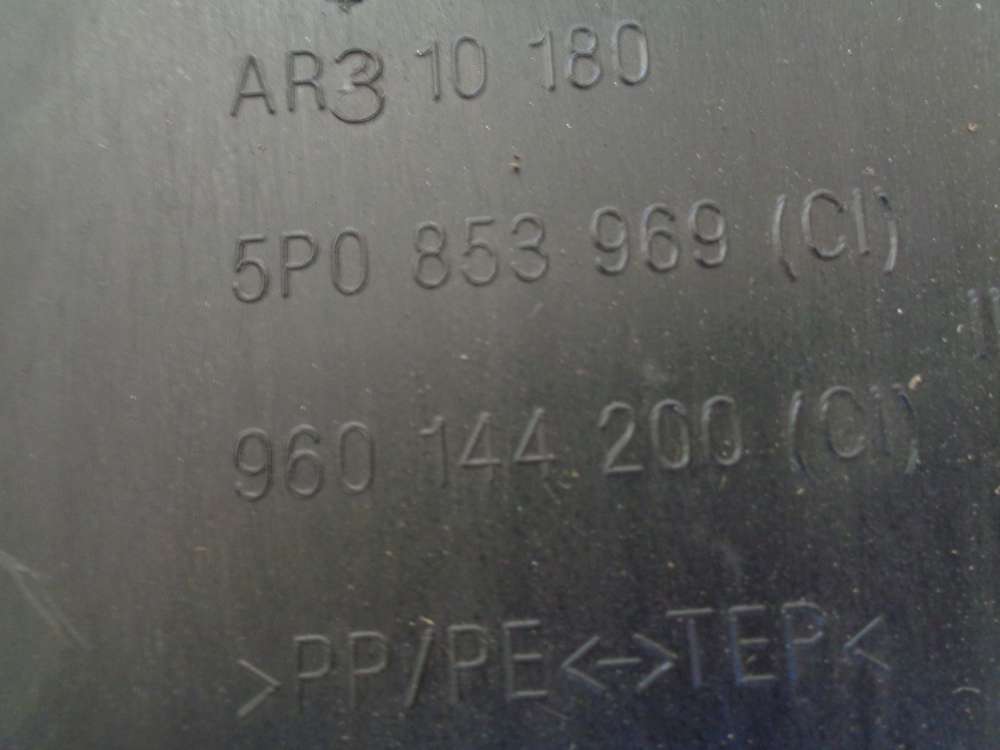 AR3 10 180
5P0 853 969 (CI)
960 144 200 (CI)
>PP/PE<->TEP<